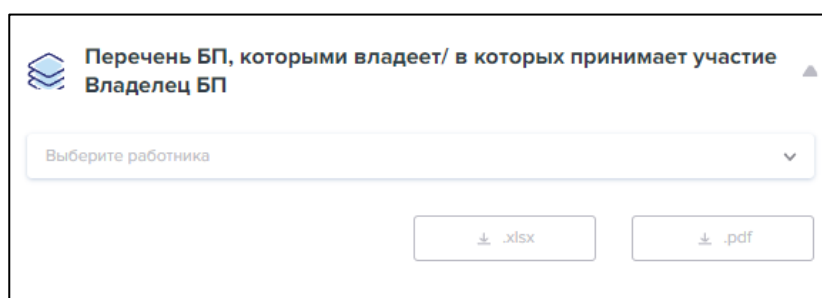 Перечень БП, которыми владеет/ в которых принимает участие
Владелец БП
Выберите работника
.xlsx
.pdf